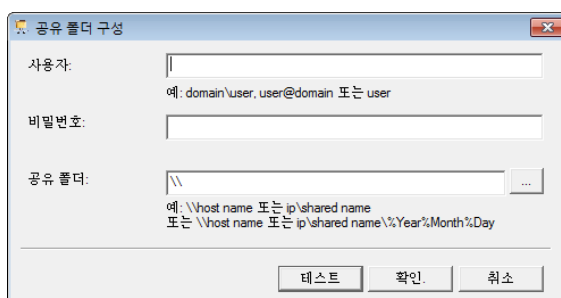 공유 폴더 구성
사용자:
예: domain\user, user@domain 또는 user
비밀번호:
공유 폴더:
\\
...
예: \\host name 또는 ip\shared name
또는 \\host name 또는 ip\shared name\%Year%Month%Day
테스트
확인.
취소